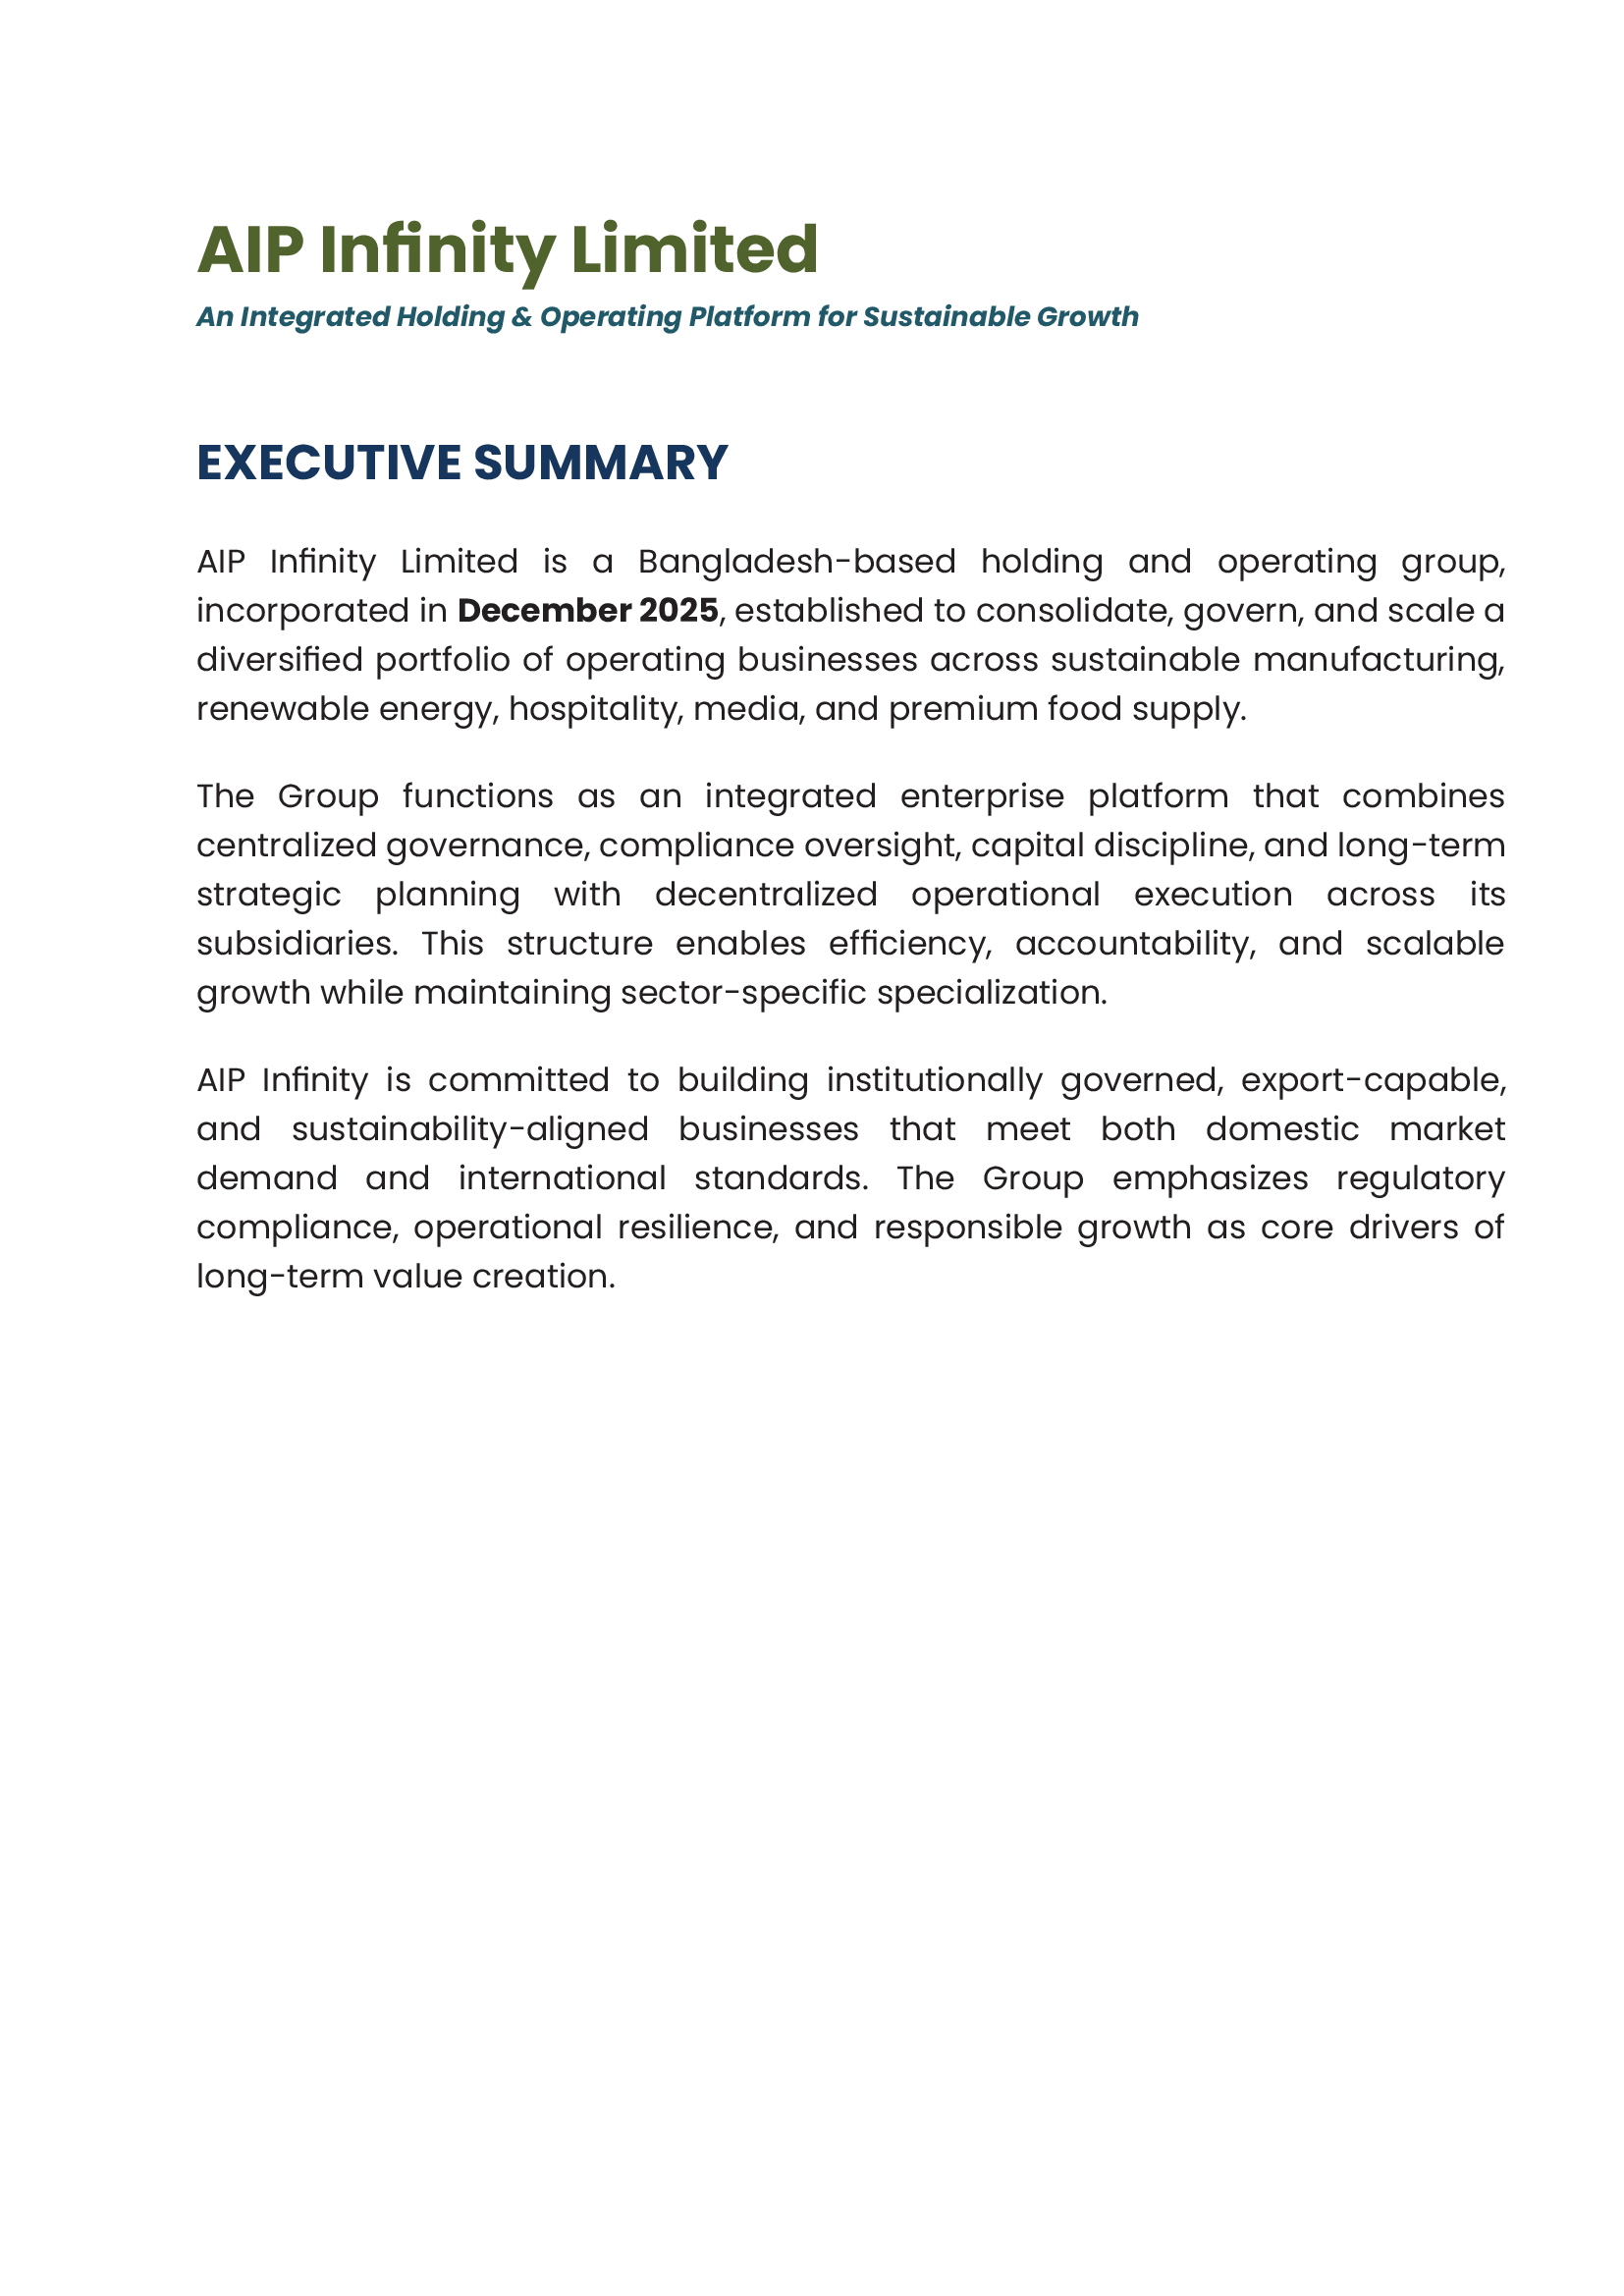 AIP Infinity Limited
An Integrated Holding & Operating Platform for Sustainable Growth
EXECUTIVE SUMMARY
AIP Infinity Limited is a Bangladesh-based holding and operating group,
incorporated in December 2025, established to consolidate, govern, and scale a
diversified portfolio of operating businesses across sustainable manufacturing,
renewable energy, hospitality, media, and premium food supply.
The Group functions as an integrated enterprise platform that combines
centralized governance, compliance oversight, capital discipline, and long-term
strategic planning with decentralized operational execution across its
subsidiaries. This structure enables efficiency, accountability, and scalable
growth while maintaining sector-specific specialization.
AIP Infinity is committed to building institutionally governed, export-capable,
and sustainability-aligned businesses that meet both domestic market
demand and international standards. The Group emphasizes regulatory
compliance, operational resilience, and responsible growth as core drivers of
long-term value creation.